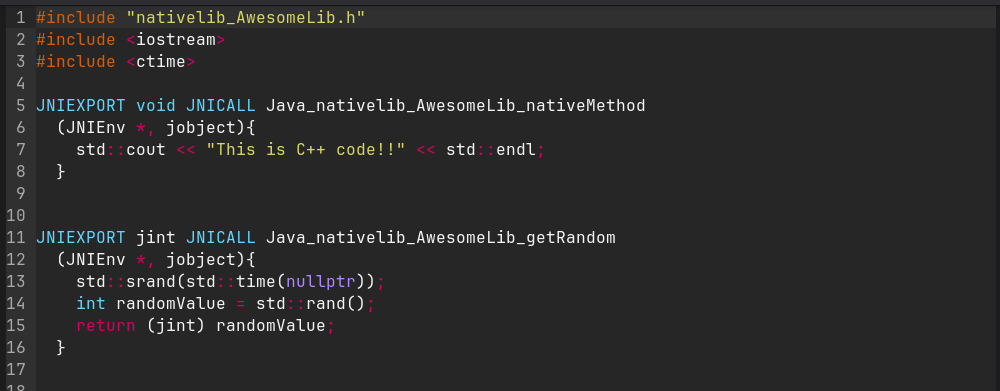 1 #include "nativelib_AwesomeLib.h"
2 #include <iostream>
3 #include <ctime>
4
5 JNIEXPORT void JNICALL Java_nativelib_AwesomeLib_nativeMethod
6   (JNIEnv *, jobject){
7     std::cout << "This is C++ code!!" << std::endl;
8   }
9
10
11 JNIEXPORT jint JNICALL Java_nativelib_AwesomeLib_getRandom
12   (JNIEnv *, jobject){
13     std::srand(std::time(nullptr));
14     int randomValue = std::rand();
15     return (jint) randomValue;
16   }
17
18